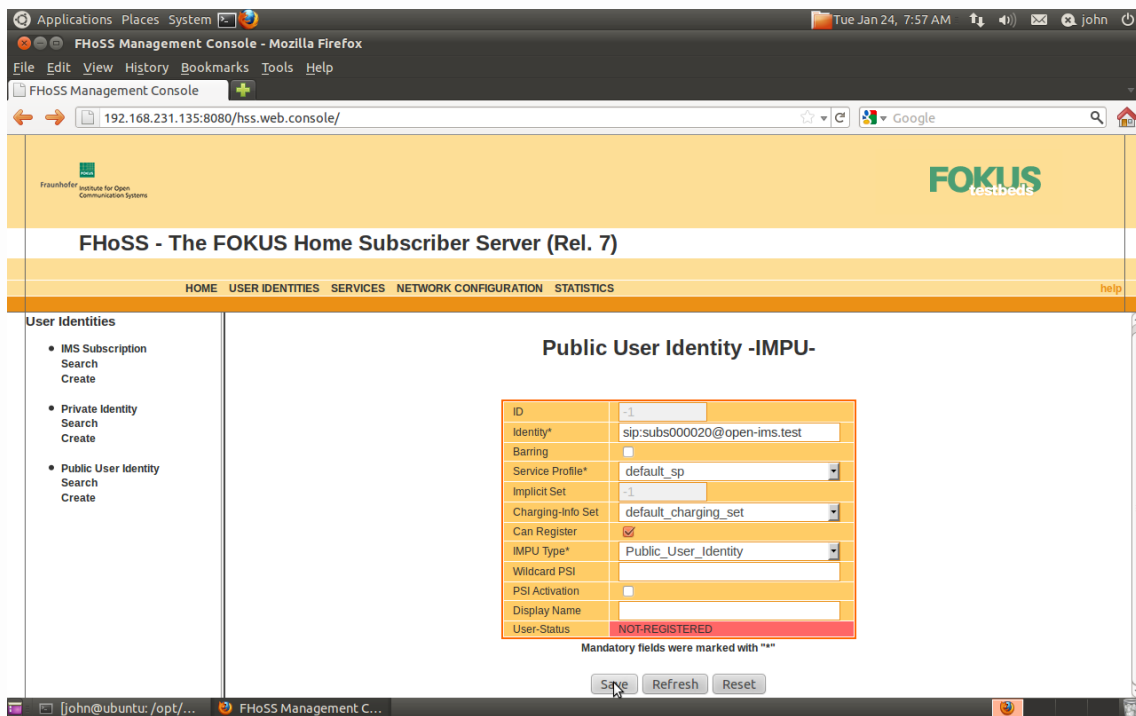 Applications Places System Tue Jan 24, 7:57 AM john
FHoSS Management Console - Mozilla Firefox
File Edit View History Bookmarks Tools Help
FHoSS Management Console
192.168.231.135:8080/hss.web.console/ Google
Fraunhofer Institute for Open
Communication Systems
FOKUS
testbeds
FHoSS - The FOKUS Home Subscriber Server (Rel. 7)
HOME USER IDENTITIES SERVICES NETWORK CONFIGURATION STATISTICS help
User Identities
IMS Subscription
Search
Create
Private Identity
Search
Create
Public User Identity
Search
Create
Public User Identity -IMPU-
ID -1
Identity* sip:subs000020@open-ims.test
Barring
Service Profile* default_sp
Implicit Set -1
Charging-Info Set default_charging_set
Can Register
IMPU Type* Public_User_Identity
Wildcard PSI
PSI Activation
Display Name
User-Status NOT-REGISTERED
Mandatory fields were marked with "*"
Save Refresh Reset
[john@ubuntu: /opt/... FHoSS Management C...